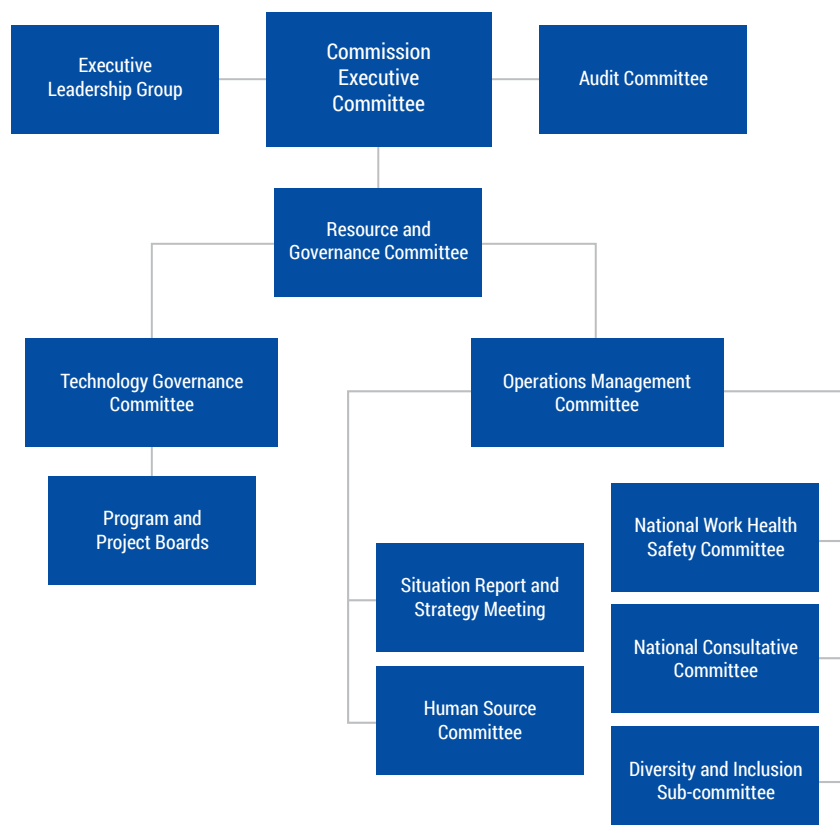 Executive
Leadership Group
Commission
Executive
Committee
Audit Committee
Resource and
Governance Committee
Technology Governance
Committee
Operations Management
Committee
Program and
Project Boards
National Work Health
Safety Committee
Situation Report and
Strategy Meeting
National Consultative
Committee
Human Source
Committee
Diversity and Inclusion
Sub-committee